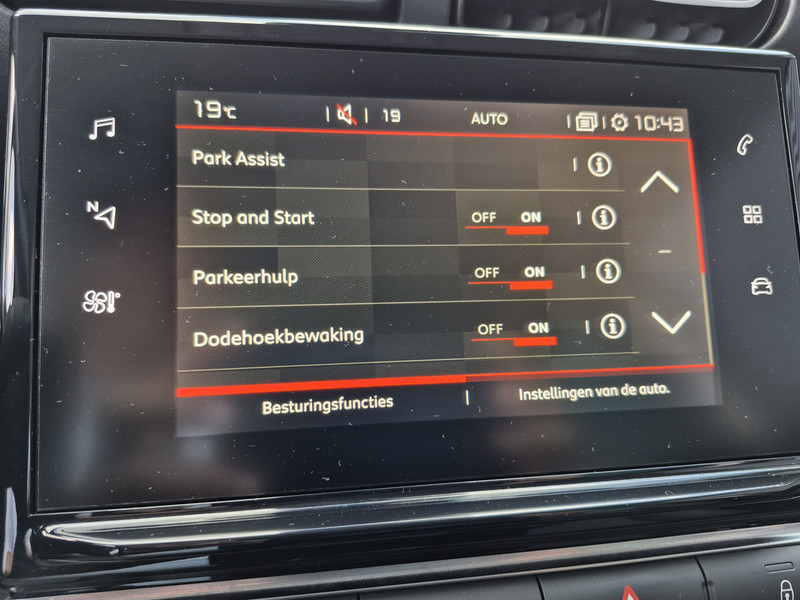 19°C 19 AUTO 10:43
Park Assist
N
Stop and Start OFF ON
Parkeerhulp OFF ON
Dodehoekbewaking OFF ON
Besturingsfuncties Instellingen van de auto.